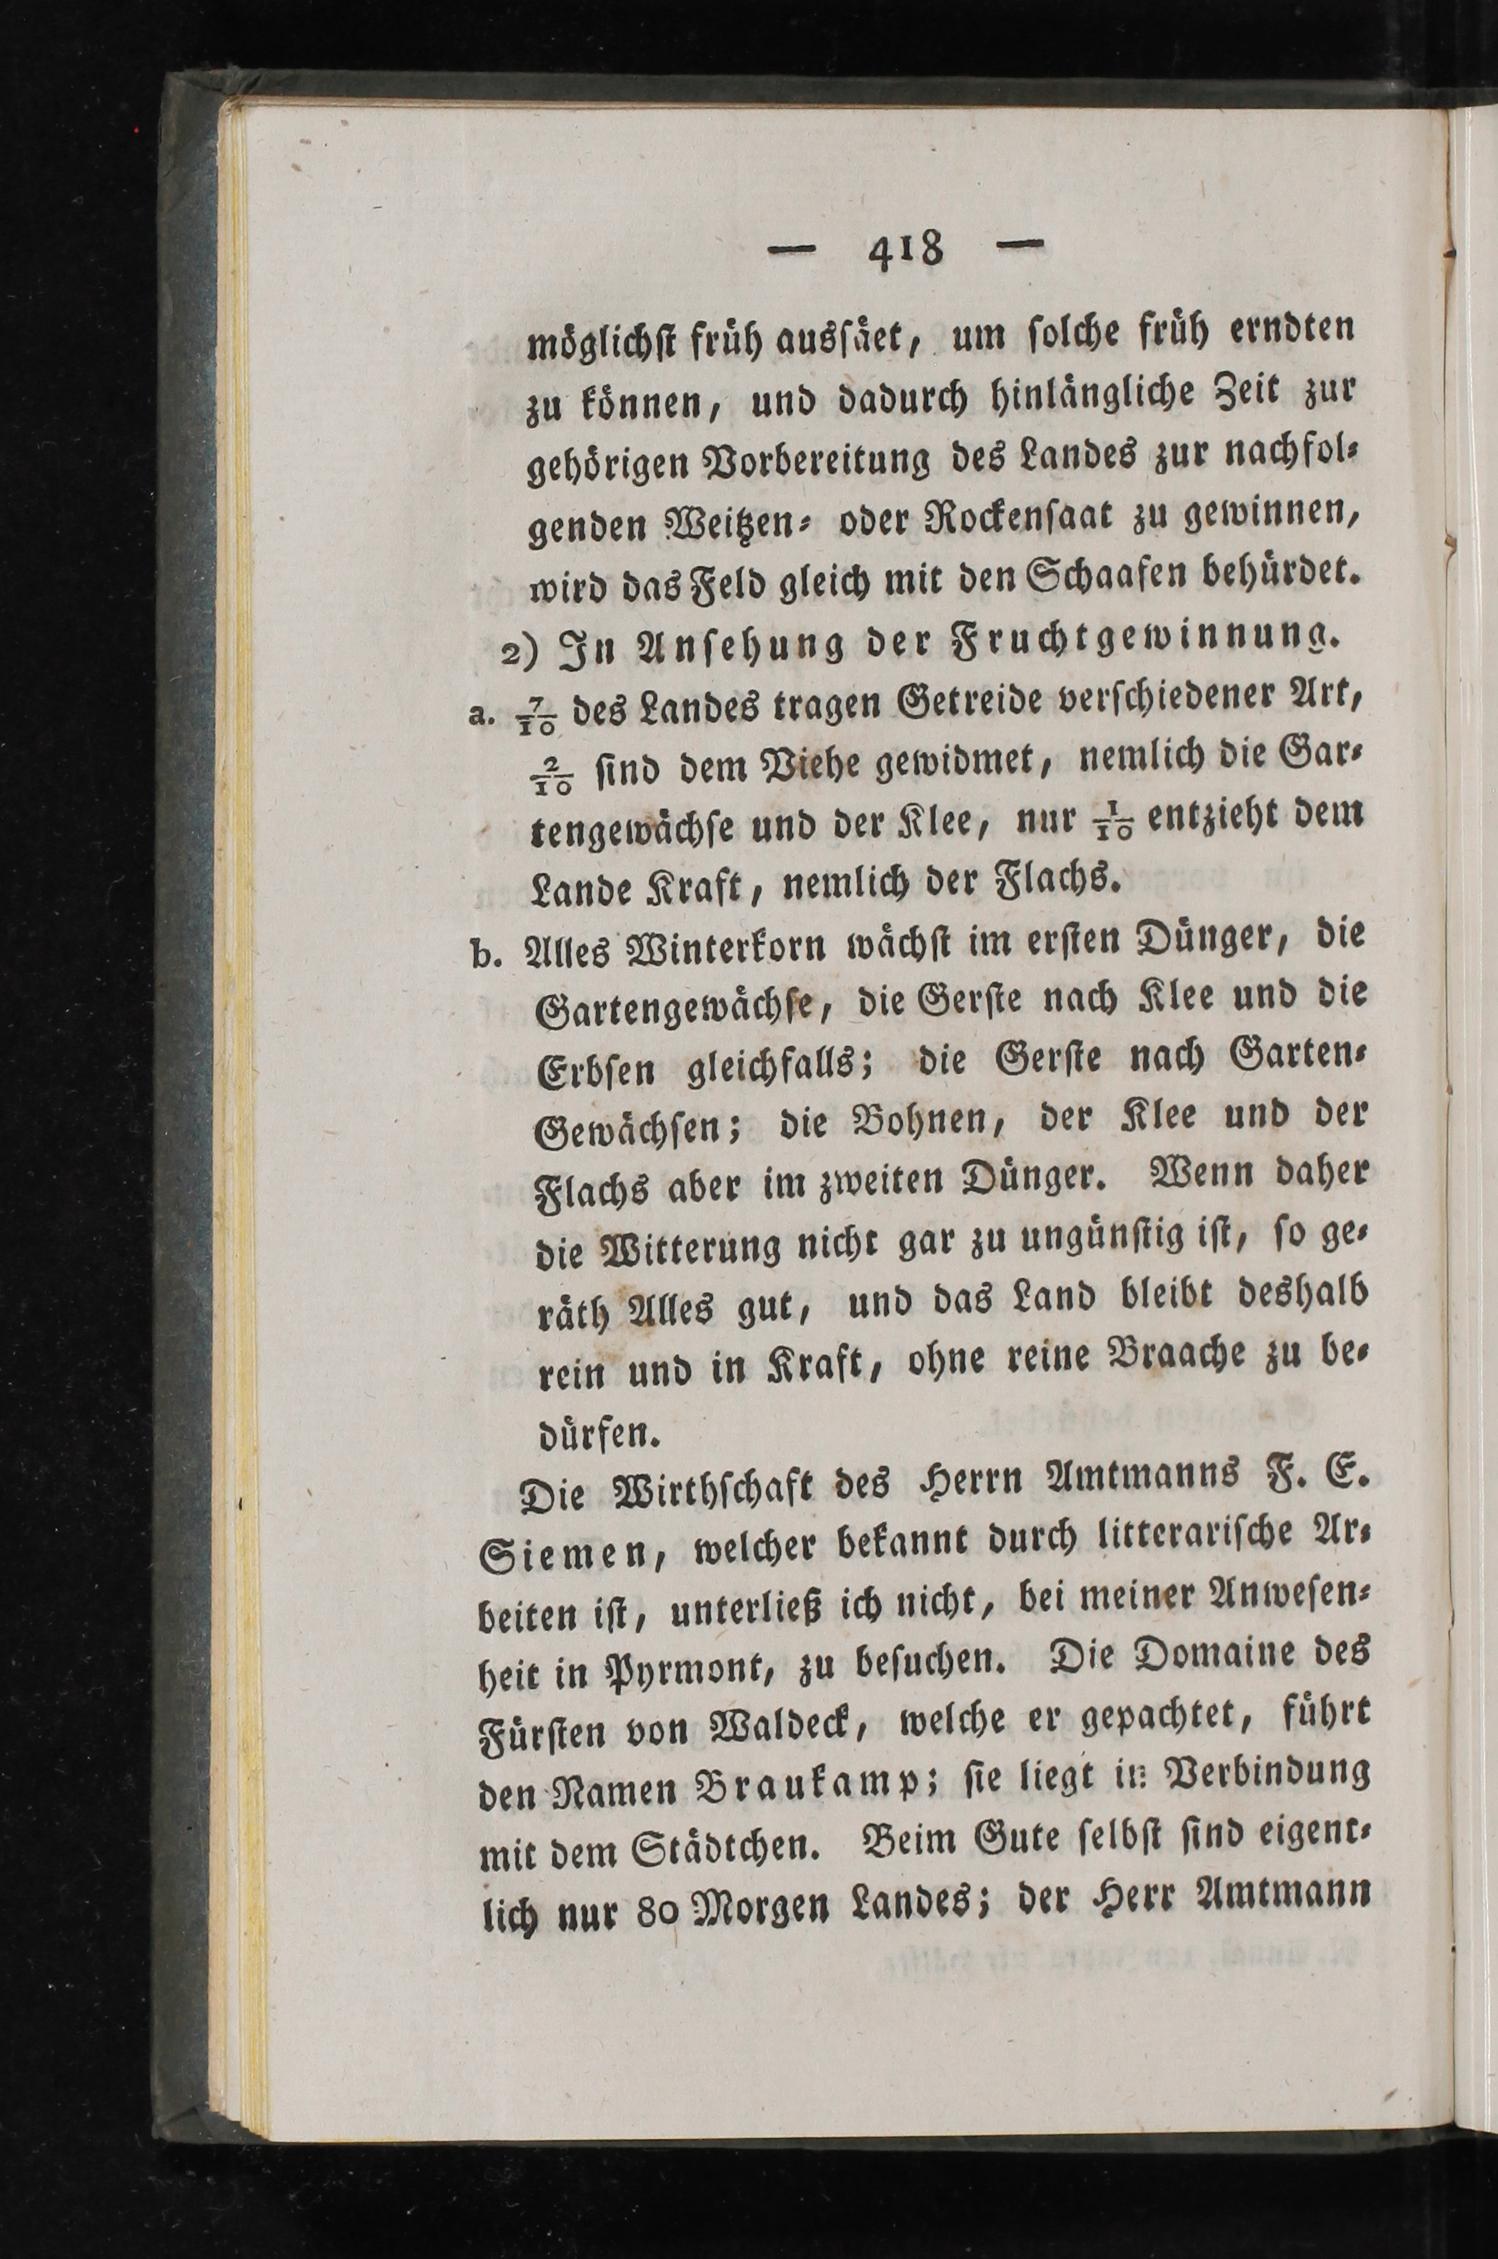 — 418 —
möglichſt früh ausſäet, um ſolche früh erndten
zu können, und dadurch hinlängliche Zeit zur
gehörigen Vorbereitung des Landes zur nachfol⸗
genden Weitzen⸗ oder Rockenſaat zu gewinnen,
wird das Feld gleich mit den Schaafen behürdet.
2) In Anſehung der Fruchtgewinnung.
a. 7/10 des Landes tragen Getreide verſchiedener Art,
2/10 ſind dem Viehe gewidmet, nemlich die Gar⸗
tengewächſe und der Klee, nur 1/10 entzieht dem
Lande Kraft, nemlich der Flachs.
b. Alles Winterkorn wächſt im erſten Dünger, die
Gartengewächſe, die Gerſte nach Klee und die
Erbſen gleichfalls; die Gerſte nach Garten⸗
Gewächſen; die Bohnen, der Klee und der
Flachs aber im zweiten Dünger. Wenn daher
die Witterung nicht gar zu ungünſtig iſt, ſo ge⸗
räth Alles gut, und das Land bleibt deshalb
rein und in Kraft, ohne reine Braache zu be⸗
dürfen.
Die Wirthſchaft des Herrn Amtmanns F. E.
Siemen, welcher bekannt durch litterariſche Ar⸗
beiten iſt, unterließ ich nicht, bei meiner Anweſen⸗
heit in Pyrmont, zu beſuchen. Die Domaine des
Fürſten von Waldeck, welche er gepachtet, führt
den Namen Braukamp; ſie liegt in Verbindung
mit dem Städtchen. Beim Gute ſelbſt ſind eigent⸗
lich nur 80 Morgen Landes; der Herr Amtmann